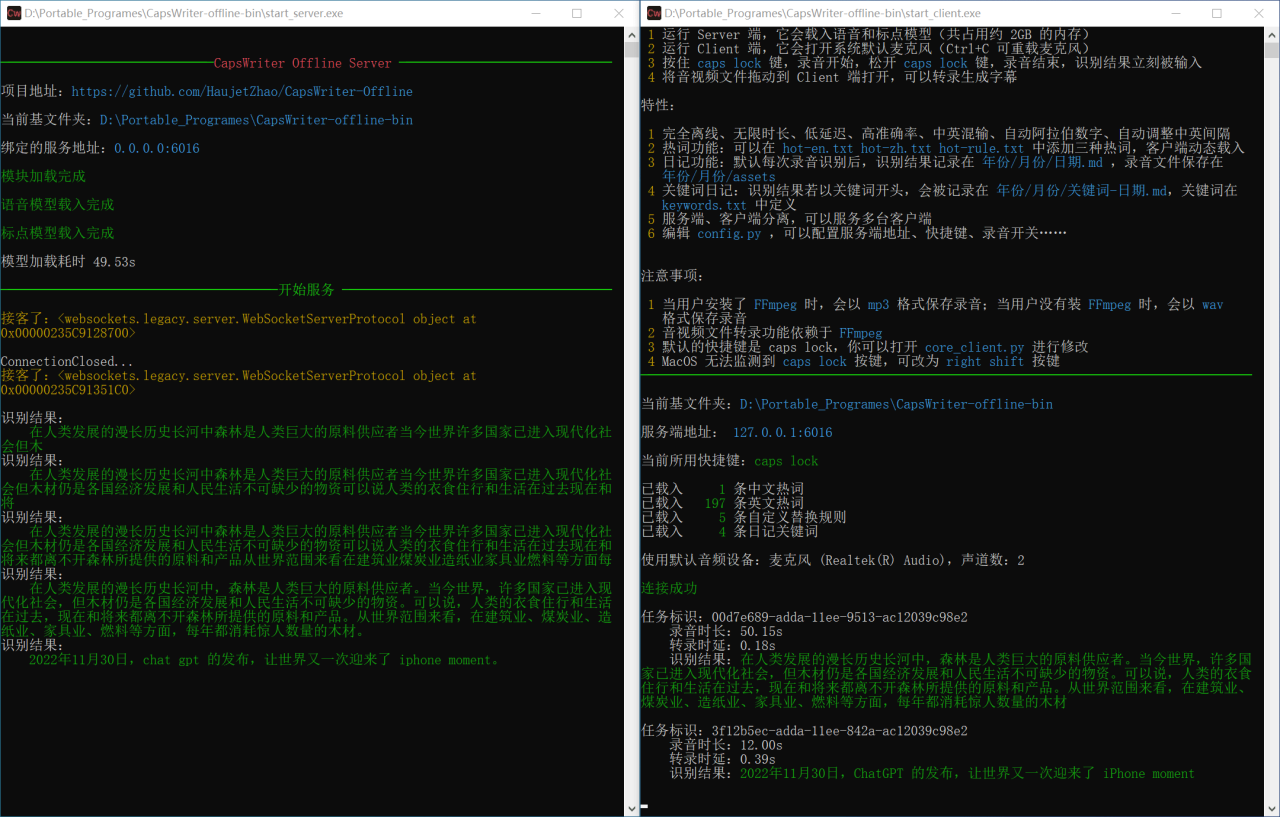 D:\Portable_Programes\CapsWriter-offline-bin\start_server.exe
CapsWriter Offline Server
项目地址：https://github.com/HaujetZhao/CapsWriter-Offline
当前基文件夹：D:\Portable_Programes\CapsWriter-offline-bin
绑定的服务地址：0.0.0.0:6016
模块加载完成
语音模型载入完成
标点模型载入完成
模型加载耗时 49.53s
开始服务
接客了：<websockets.legacy.server.WebSocketServerProtocol object at
0x00000235C9128700>
ConnectionClosed...
接客了：<websockets.legacy.server.WebSocketServerProtocol object at
0x00000235C91351C0>
识别结果：
在人类发展的漫长历史长河中森林是人类巨大的原料供应者当今世界许多国家已进入现代化社
会但木
识别结果：
在人类发展的漫长历史长河中森林是人类巨大的原料供应者当今世界许多国家已进入现代化社
会但木材仍是各国经济发展和人民生活不可缺少的物资可以说人类的衣食住行和生活在过去现在和
将
识别结果：
在人类发展的漫长历史长河中森林是人类巨大的原料供应者当今世界许多国家已进入现代化社
会但木材仍是各国经济发展和人民生活不可缺少的物资可以说人类的衣食住行和生活在过去现在和
将来都离不开森林所提供的原料和产品从世界范围来看在建筑业煤炭业造纸业家具业燃料等方面每
识别结果：
在人类发展的漫长历史长河中，森林是人类巨大的原料供应者。当今世界，许多国家已进入现
代化社会，但木材仍是各国经济发展和人民生活不可缺少的物资。可以说，人类的衣食住行和生活
在过去，现在和将来都离不开森林所提供的原料和产品。从世界范围来看，在建筑业、煤炭业、造
纸业、家具业、燃料等方面，每年都消耗惊人数量的木材。
识别结果：
2022年11月30日，chat gpt 的发布，让世界又一次迎来了 iphone moment。
D:\Portable_Programes\CapsWriter-offline-bin\start_client.exe
1 运行 Server 端，它会载入语音和标点模型（共占用约 2GB 的内存）
2 运行 Client 端，它会打开系统默认麦克风（Ctrl+C 可重载麦克风）
3 按住 caps lock 键，录音开始，松开 caps lock 键，录音结束，识别结果立刻被输入
4 将音视频文件拖动到 Client 端打开，可以转录生成字幕
特性：
1 完全离线、无限时长、低延迟、高准确率、中英混输、自动阿拉伯数字、自动调整中英间隔
2 热词功能：可以在 hot-en.txt hot-zh.txt hot-rule.txt 中添加三种热词，客户端动态载入
3 日记功能：默认每次录音识别后，识别结果记录在 年份/月份/日期.md ，录音文件保存在
年份/月份/assets
4 关键词日记：识别结果若以关键词开头，会被记录在 年份/月份/关键词-日期.md，关键词在
keywords.txt 中定义
5 服务端、客户端分离，可以服务多台客户端
6 编辑 config.py ，可以配置服务端地址、快捷键、录音开关……
注意事项：
1 当用户安装了 FFmpeg 时，会以 mp3 格式保存录音；当用户没有装 FFmpeg 时，会以 wav
格式保存录音
2 音视频文件转录功能依赖于 FFmpeg
3 默认的快捷键是 caps lock，你可以打开 core_client.py 进行修改
4 MacOS 无法监测到 caps lock 按键，可改为 right shift 按键
当前基文件夹：D:\Portable_Programes\CapsWriter-offline-bin
服务端地址： 127.0.0.1:6016
当前所用快捷键：caps lock
已载入 1 条中文热词
已载入 197 条英文热词
已载入 5 条自定义替换规则
已载入 4 条日记关键词
使用默认音频设备：麦克风 (Realtek(R) Audio)，声道数：2
连接成功
任务标识：00d7e689-adda-11ee-9513-ac12039c98e2
录音时长：50.15s
转录时延：0.18s
识别结果：在人类发展的漫长历史长河中，森林是人类巨大的原料供应者。当今世界，许多国
家已进入现代化社会，但木材仍是各国经济发展和人民生活不可缺少的物资。可以说，人类的衣食
住行和生活在过去，现在和将来都离不开森林所提供的原料和产品。从世界范围来看，在建筑业、
煤炭业、造纸业、家具业、燃料等方面，每年都消耗惊人数量的木材
任务标识：3f12b5ec-adda-11ee-842a-ac12039c98e2
录音时长：12.00s
转录时延：0.39s
识别结果：2022年11月30日，ChatGPT 的发布，让世界又一次迎来了 iPhone moment